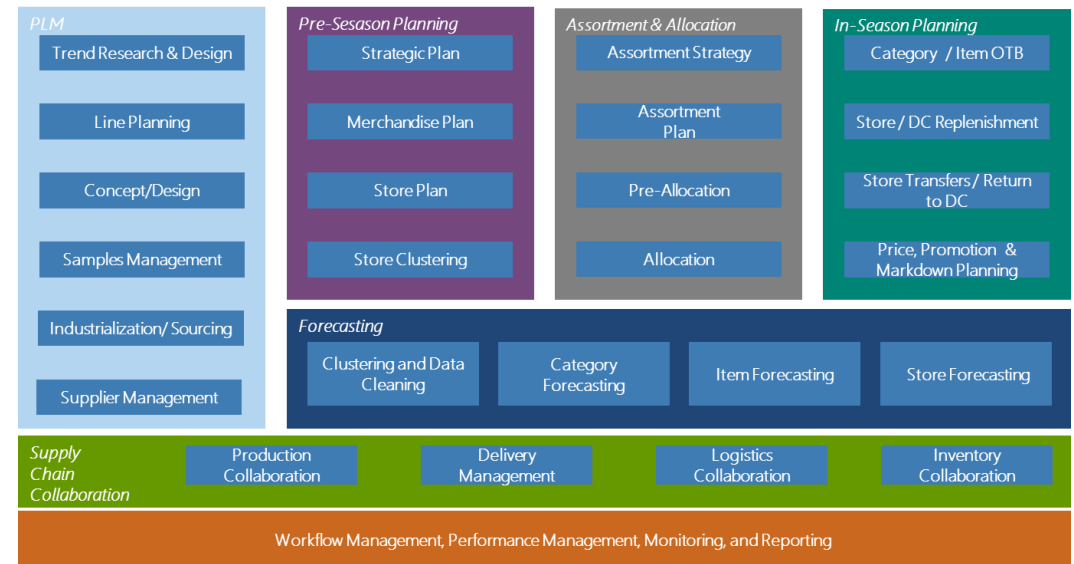 PLM
Trend Research & Design
Line Planning
Concept/Design
Samples Management
Industrialization/ Sourcing
Supplier Management
Pre-Sesason Planning
Strategic Plan
Merchandise Plan
Store Plan
Store Clustering
Assortment & Allocation
Assortment Strategy
Assortment
Plan
Pre-Allocation
Allocation
In-Season Planning
Category / Item OTB
Store / DC Replenishment
Store Transfers / Return
to DC
Price, Promotion &
Markdown Planning
Forecasting
Clustering and Data
Cleaning
Category
Forecasting
Item Forecasting
Store Forecasting
Supply
Chain
Collaboration
Production
Collaboration
Delivery
Management
Logistics
Collaboration
Inventory
Collaboration
Workflow Management, Performance Management, Monitoring, and Reporting